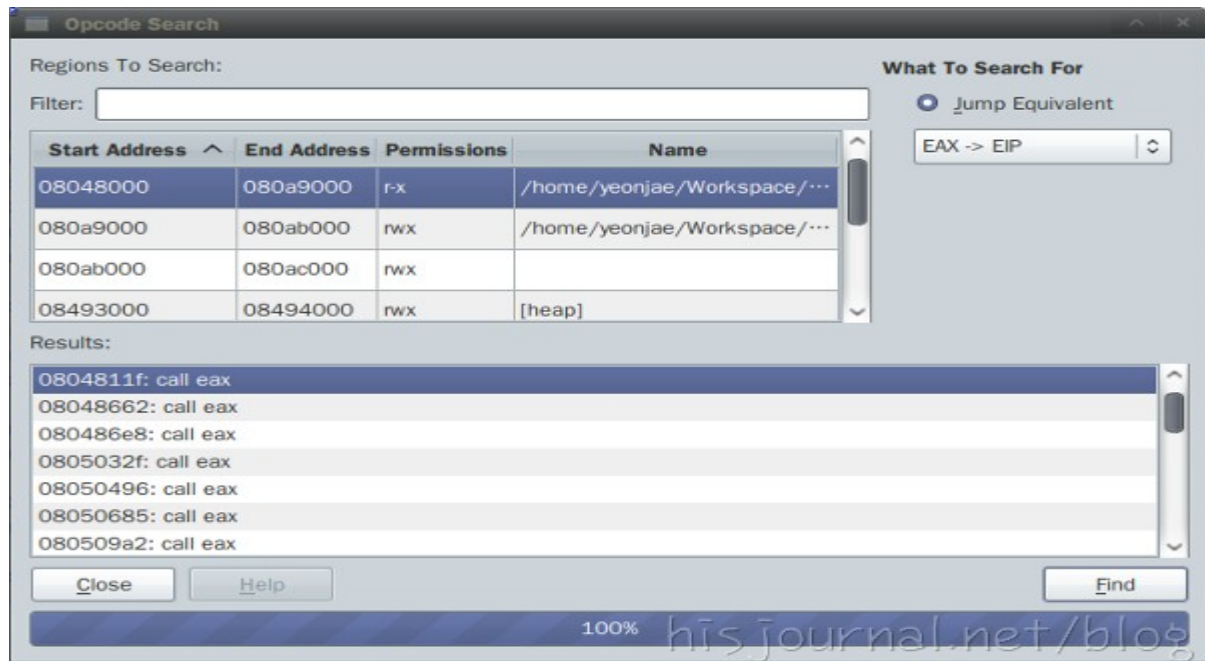 Opcode Search
Regions To Search:
Filter:
Start Address End Address Permissions Name
08048000 080a9000 r-x /home/yeonjae/Workspace/···
080a9000 080ab000 rwx /home/yeonjae/Workspace/···
080ab000 080ac000 rwx
08493000 08494000 rwx [heap]
What To Search For
Jump Equivalent
EAX -> EIP
Results:
0804811f: call eax
08048662: call eax
080486e8: call eax
0805032f: call eax
08050496: call eax
08050685: call eax
080509a2: call eax
Close Help Find
100%
hisjournal.net/blog